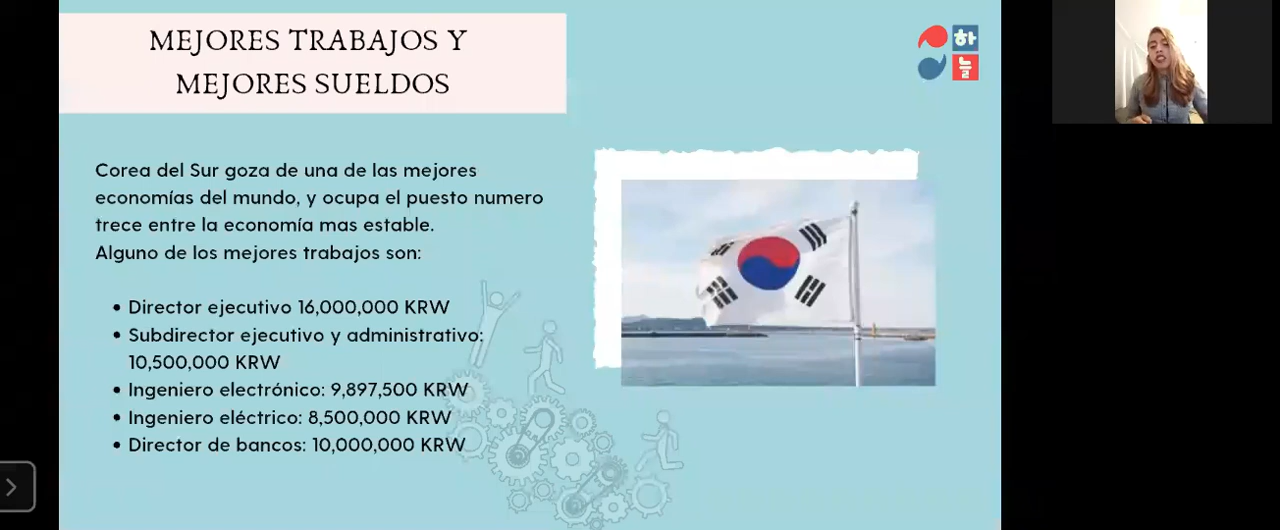 MEJORES TRABAJOS Y
MEJORES SUELDOS
하
늘
Corea del Sur goza de una de las mejores
economías del mundo, y ocupa el puesto numero
trece entre la economía mas estable.
Alguno de los mejores trabajos son:
• Director ejecutivo 16,000,000 KRW
• Subdirector ejecutivo y administrativo:
10,500,000 KRW
• Ingeniero electrónico: 9,897,500 KRW
• Ingeniero eléctrico: 8,500,000 KRW
• Director de bancos: 10,000,000 KRW